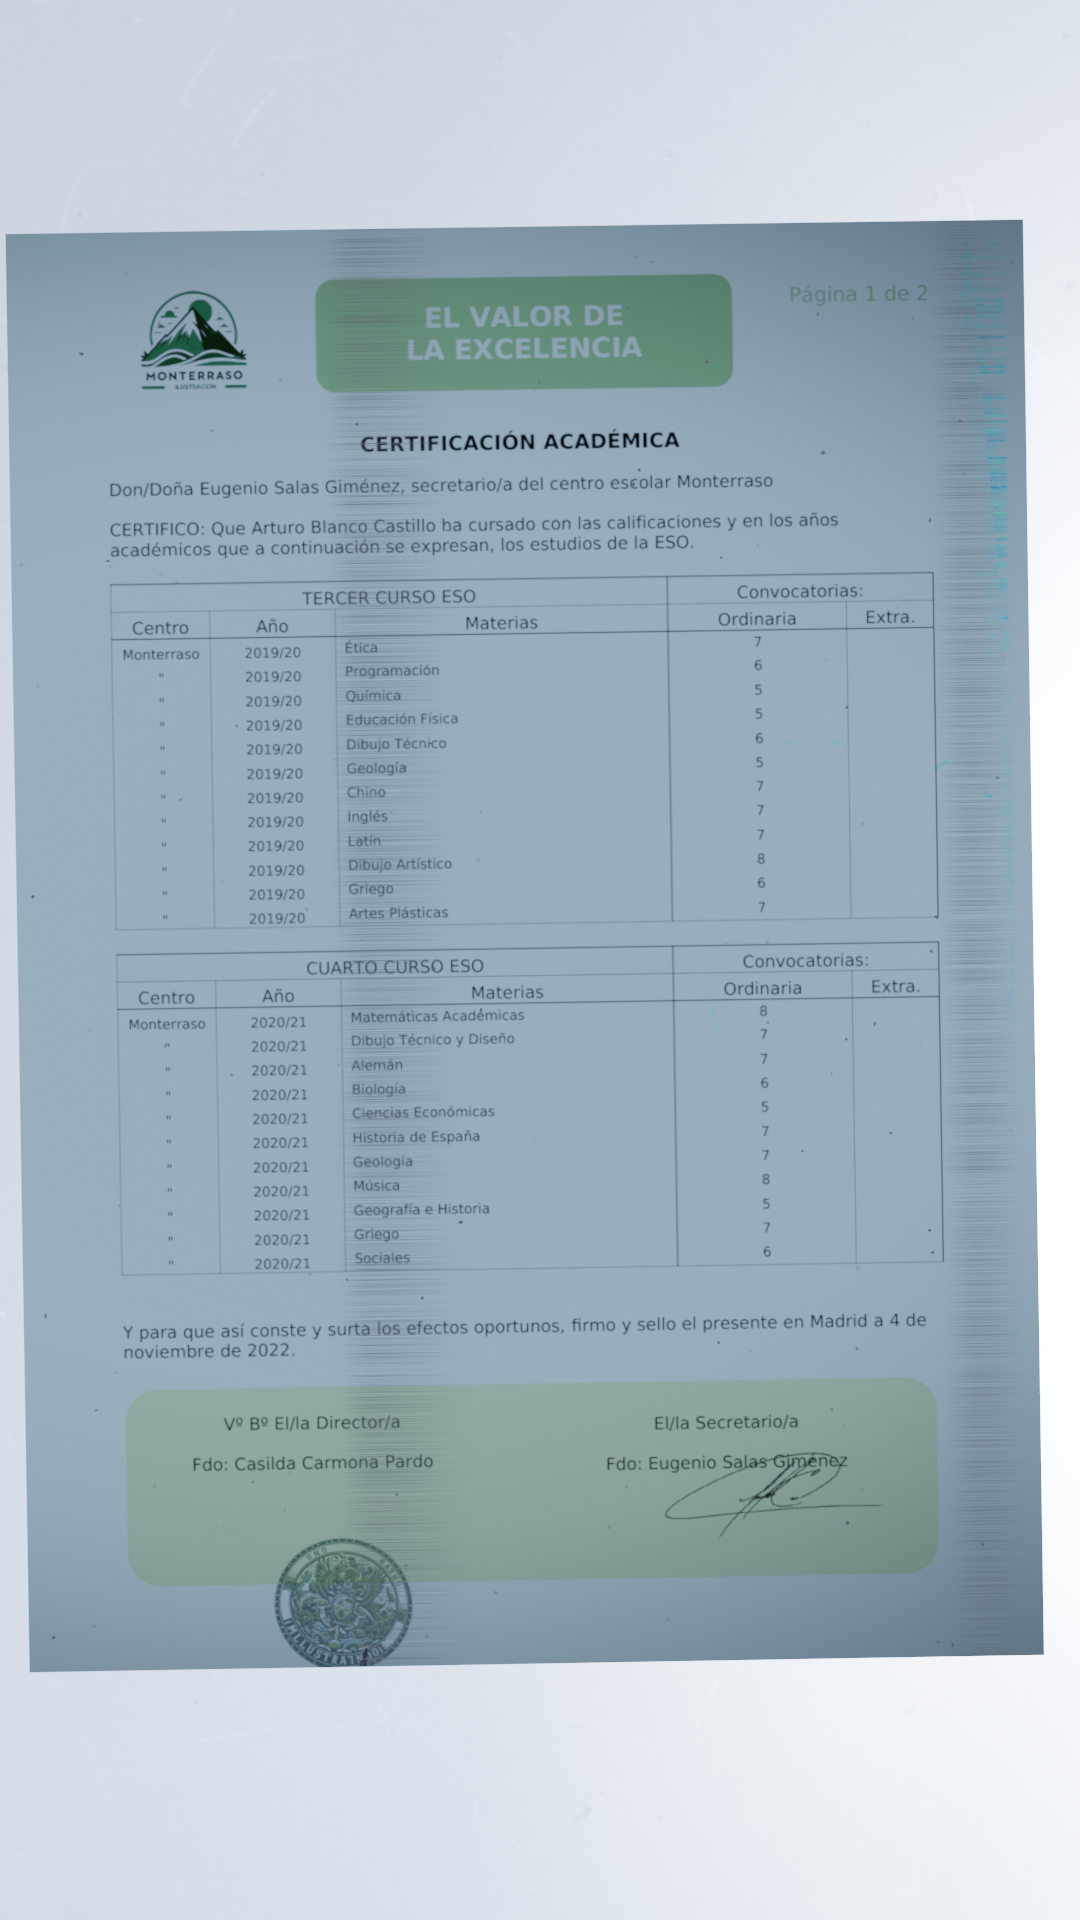 MONTERRASO
ILUSTRACION
EL VALOR DE
LA EXCELENCIA
Página 1 de 2
CERTIFICACIÓN ACADÉMICA
Don/Doña Eugenio Salas Giménez, secretario/a del centro escolar Monterraso
CERTIFICO: Que Arturo Blanco Castillo ha cursado con las calificaciones y en los años
académicos que a continuación se expresan, los estudios de la ESO.
TERCER CURSO ESO Convocatorias:
Centro Año Materias Ordinaria Extra.
Monterraso 2019/20 Ética 7
" 2019/20 Programación 6
" 2019/20 Química 5
" 2019/20 Educación Física 5
" 2019/20 Dibujo Técnico 6
" 2019/20 Geología 5
" 2019/20 Chino 7
" 2019/20 Inglés 7
" 2019/20 Latín 7
" 2019/20 Dibujo Artístico 8
" 2019/20 Griego 6
" 2019/20 Artes Plásticas 7
CUARTO CURSO ESO Convocatorias:
Centro Año Materias Ordinaria Extra.
Monterraso 2020/21 Matemáticas Académicas 8
" 2020/21 Dibujo Técnico y Diseño 7
" 2020/21 Alemán 7
" 2020/21 Biología 6
" 2020/21 Ciencias Económicas 5
" 2020/21 Historia de España 7
" 2020/21 Geología 7
" 2020/21 Música 8
" 2020/21 Geografía e Historia 5
" 2020/21 Griego 7
" 2020/21 Sociales 6
Y para que así conste y surta los efectos oportunos, firmo y sello el presente en Madrid a 4 de
noviembre de 2022.
Vº Bº El/la Director/a El/la Secretario/a
Fdo: Casilda Carmona Pardo Fdo: Eugenio Salas Giménez